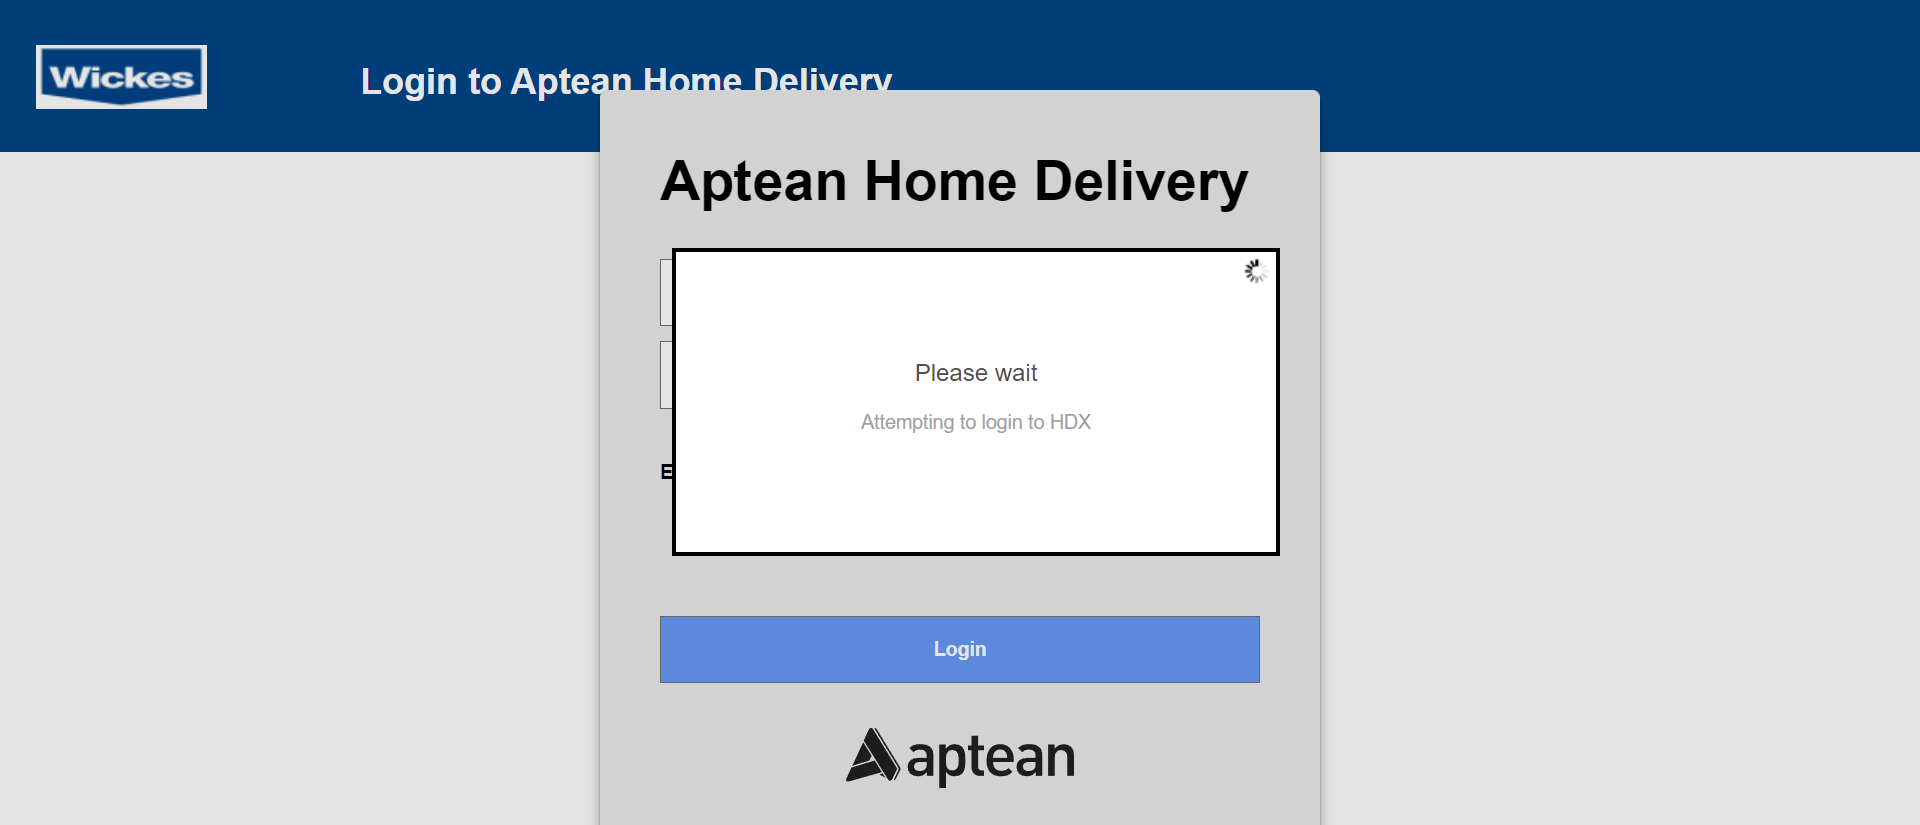 Wickes
Login to Aptean Home Delivery
Aptean Home Delivery
Please wait
Attempting to login to HDX
Login
aptean